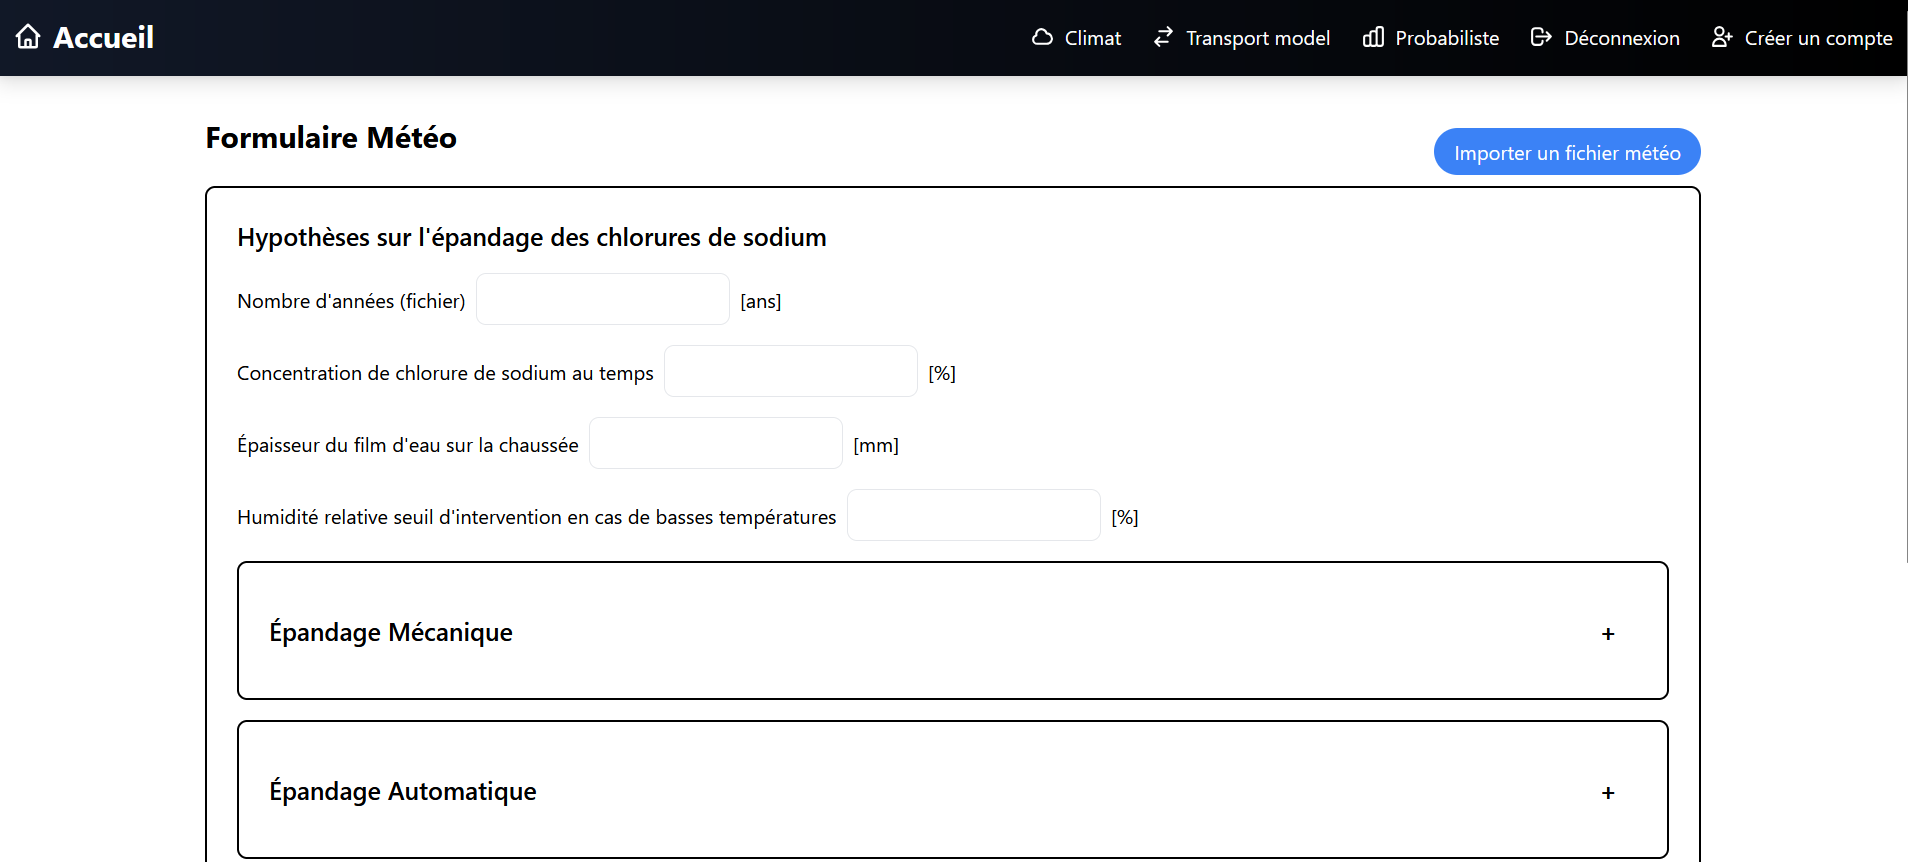 Accueil
Climat
Transport model
Probabiliste
Déconnexion
Créer un compte
Formulaire Météo
Importer un fichier météo
Hypothèses sur l'épandage des chlorures de sodium
Nombre d'années (fichier) [ans]
Concentration de chlorure de sodium au temps [%]
Épaisseur du film d'eau sur la chaussée [mm]
Humidité relative seuil d'intervention en cas de basses températures [%]
Épandage Mécanique +
Épandage Automatique +